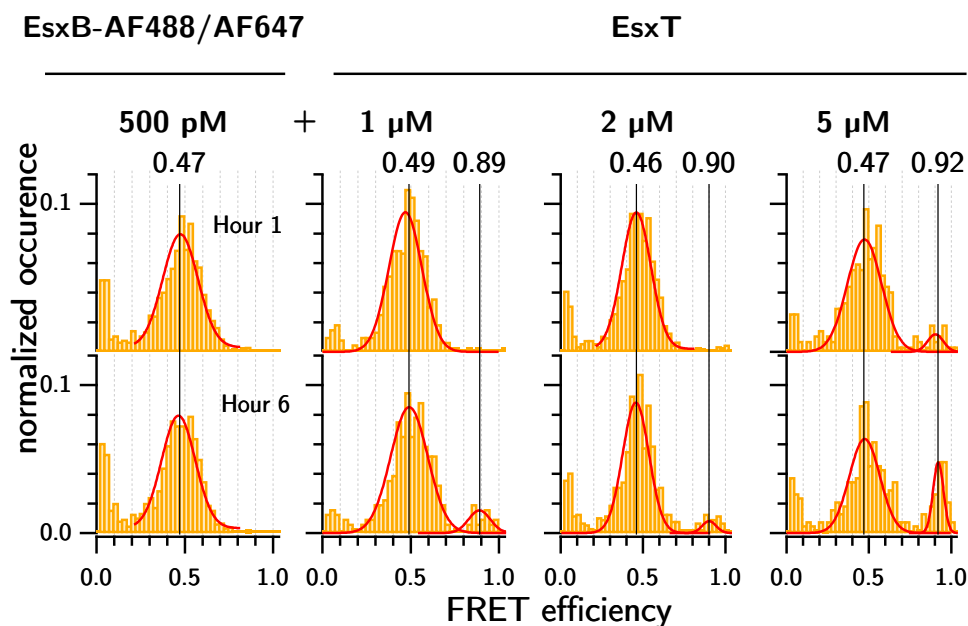 EsxB-AF488/AF647 EsxT
500 pM + 1 µM 2 µM 5 µM
0.47 0.49 0.89 0.46 0.90 0.47 0.92
normalized occurence
0.1
Hour 1
0.1
Hour 6
0.0
0.0 0.5 1.0 0.0 0.5 1.0 0.0 0.5 1.0 0.0 0.5 1.0
FRET efficiency